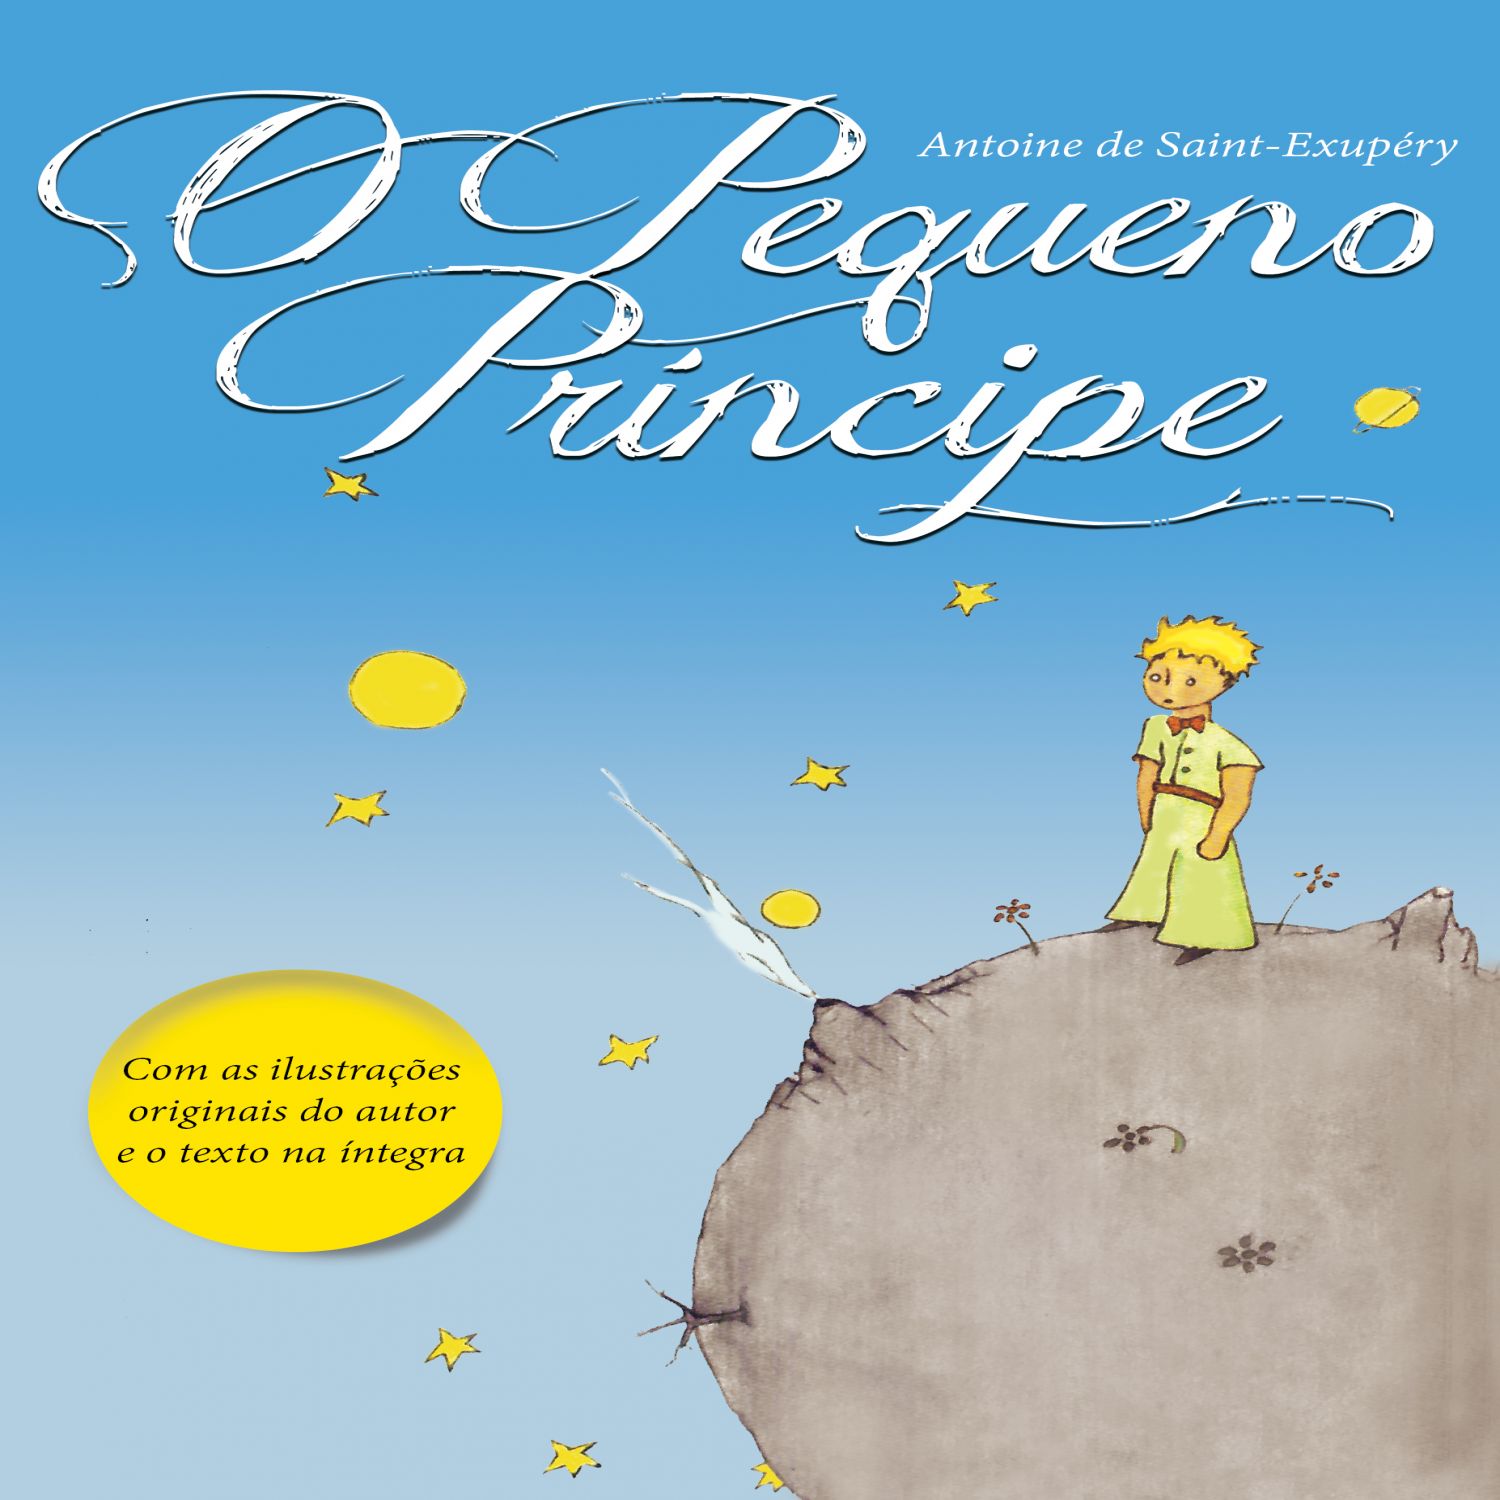 Antoine de Saint-Exupéry
O Pequeno
Príncipe
Com as ilustrações
originais do autor
e o texto na íntegra